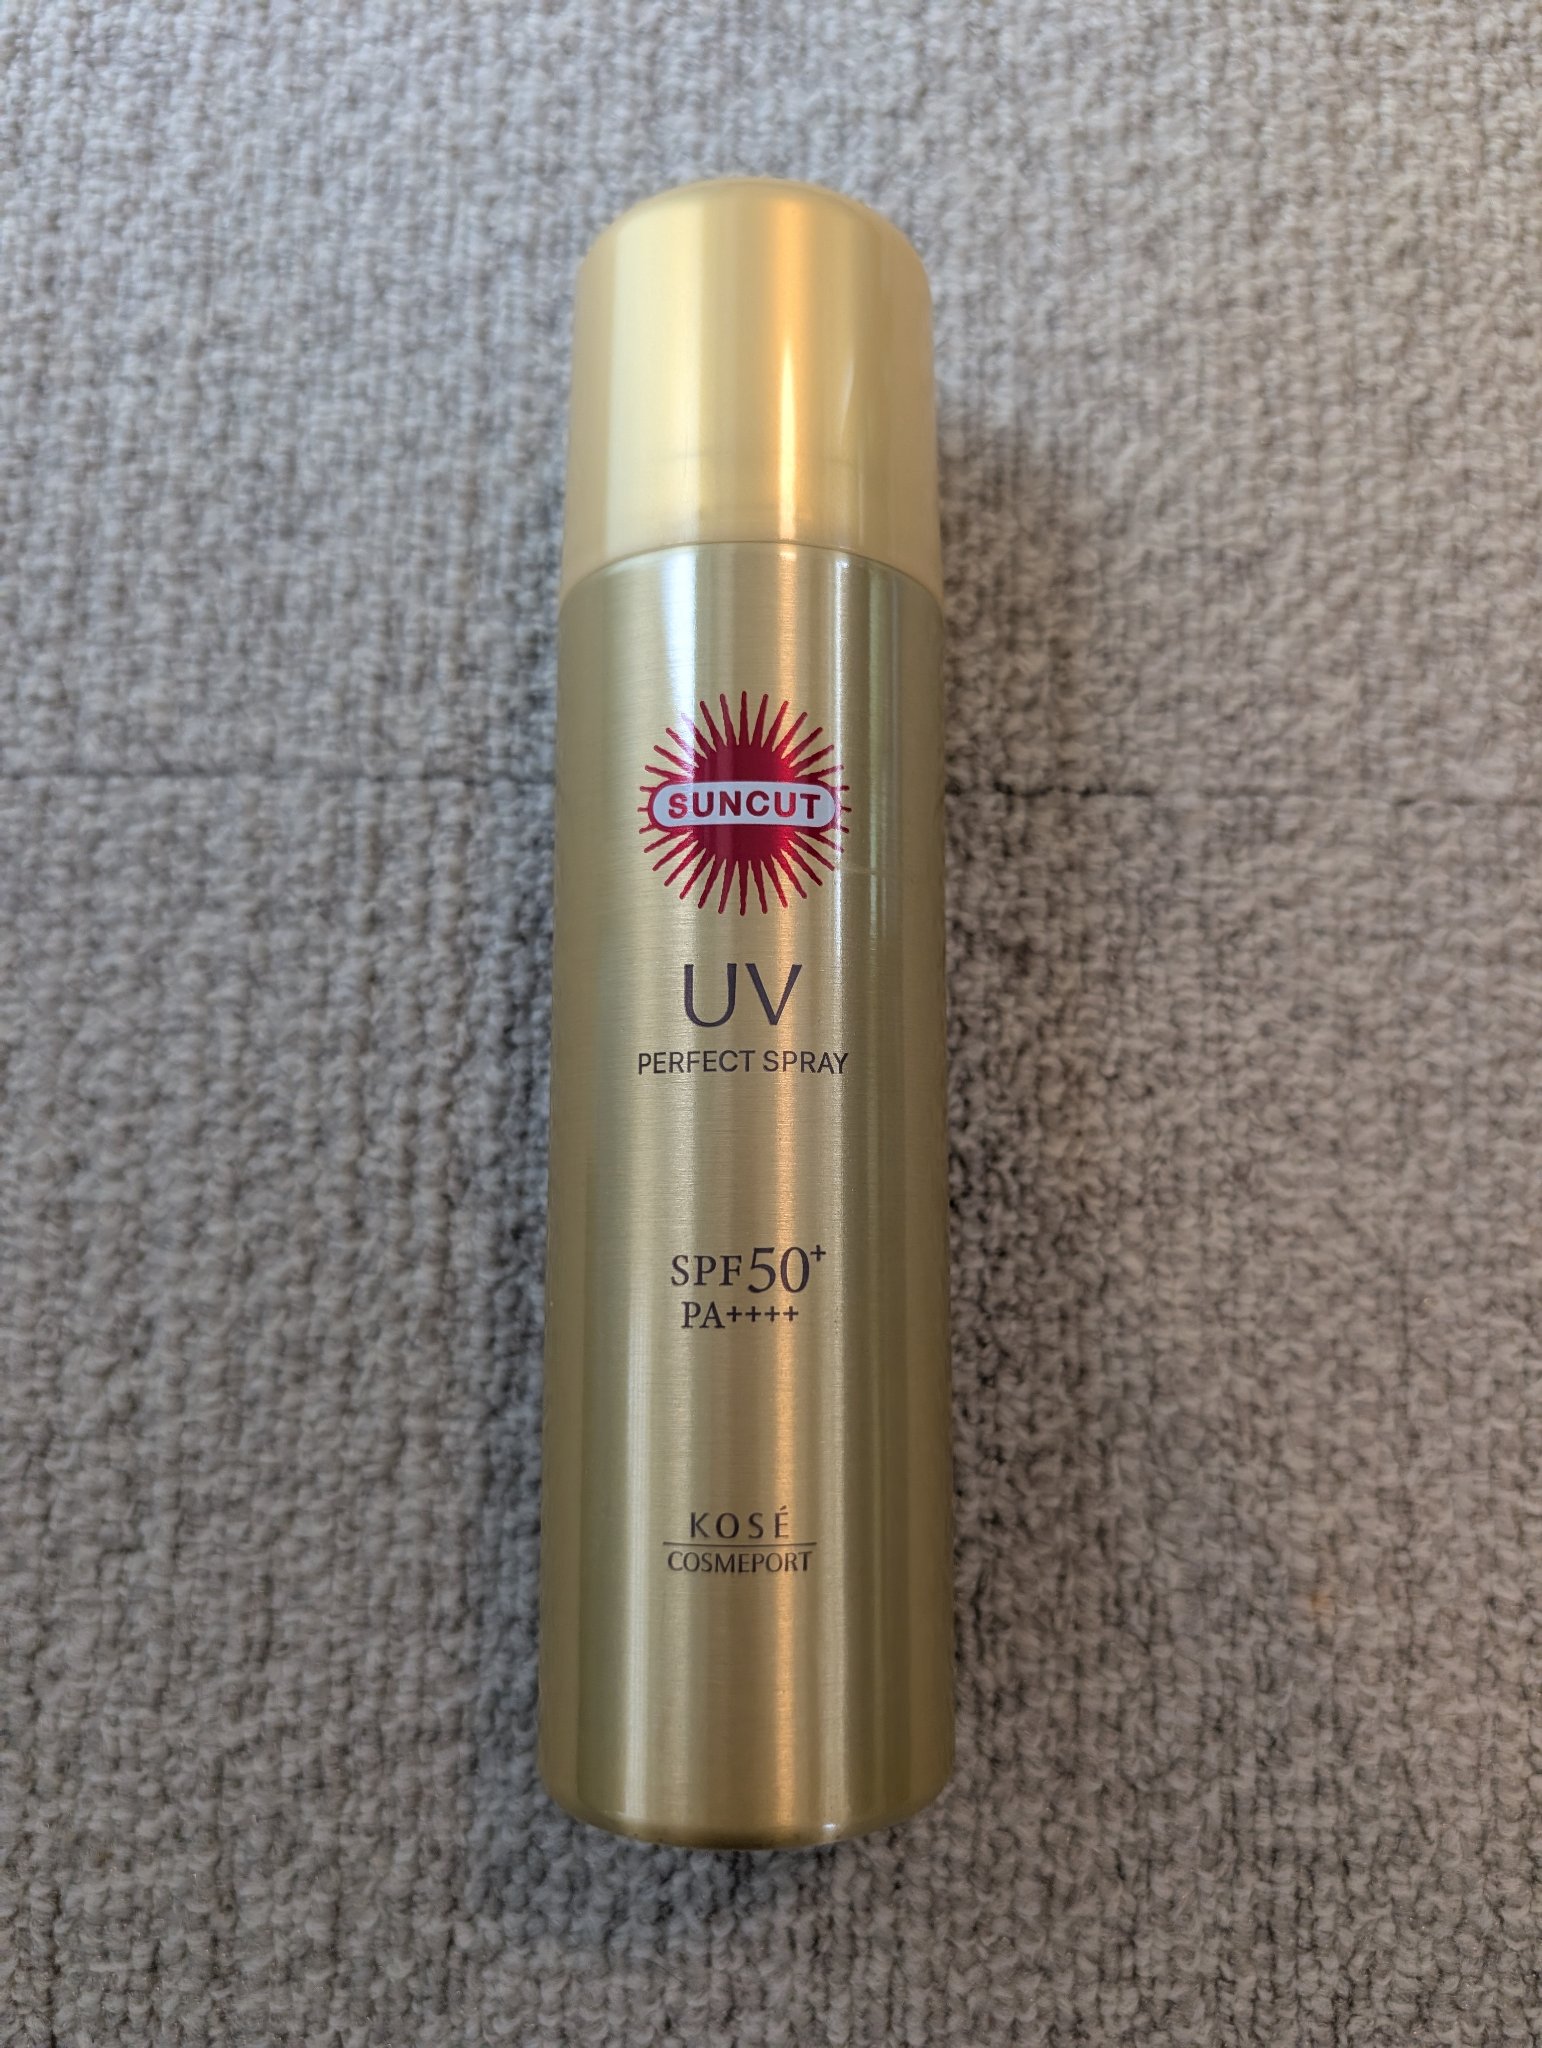 SUNCUT
UV
PERFECT SPRAY
SPF50+
PA++++
KOSÉ
COSMEPORT